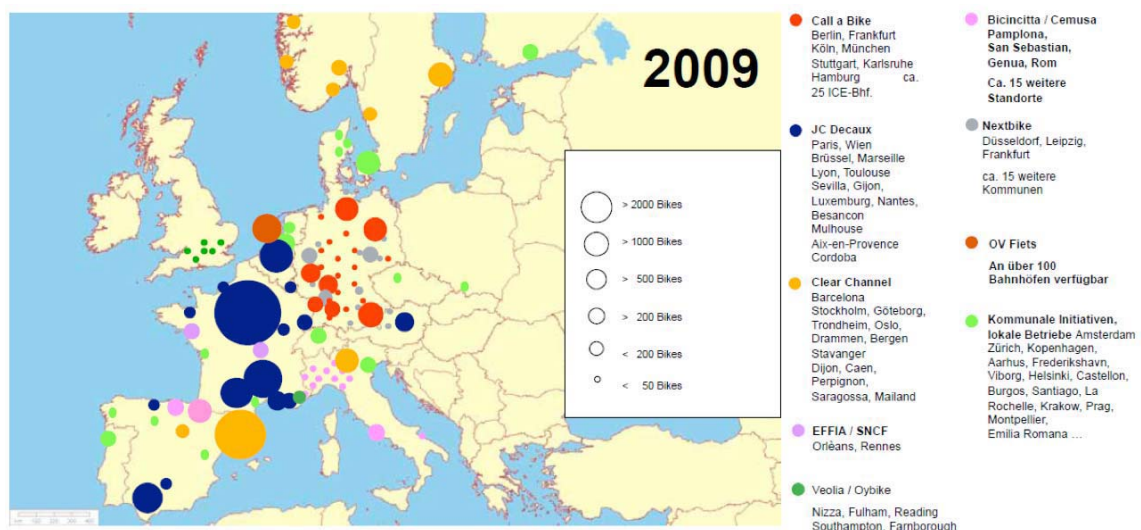 2009
> 2000 Bikes
> 1000 Bikes
> 500 Bikes
> 200 Bikes
< 200 Bikes
< 50 Bikes
Call a Bike
Berlin, Frankfurt
Köln, München
Stuttgart, Karlsruhe
Hamburg ca.
25 ICE-Bhf.
JC Decaux
Paris, Wien
Brüssel, Marseille
Lyon, Toulouse
Sevilla, Gijon,
Luxemburg, Nantes,
Besancon
Mulhouse
Aix-en-Provence
Cordoba
Clear Channel
Barcelona
Stockholm, Göteborg,
Trondheim, Oslo,
Drammen, Bergen
Stavanger
Dijon, Caen,
Perpignon,
Saragossa, Mailand
EFFIA / SNCF
Orlèans, Rennes
Veolia / Oybike
Nizza, Fulham, Reading
Southampton, Farnborough
Bicincitta / Cemusa
Pamplona,
San Sebastian,
Genua, Rom
Ca. 15 weitere
Standorte
Nextbike
Düsseldorf, Leipzig,
Frankfurt
ca. 15 weitere
Kommunen
OV Fiets
An über 100
Bahnhöfen verfügbar
Kommunale Initiativen,
lokale Betriebe Amsterdam
Zürich, Kopenhagen,
Aarhus, Frederikshavn,
Viborg, Helsinki, Castellon,
Burgos, Santiago, La
Rochelle, Krakow, Prag,
Montpellier,
Emilia Romana ...